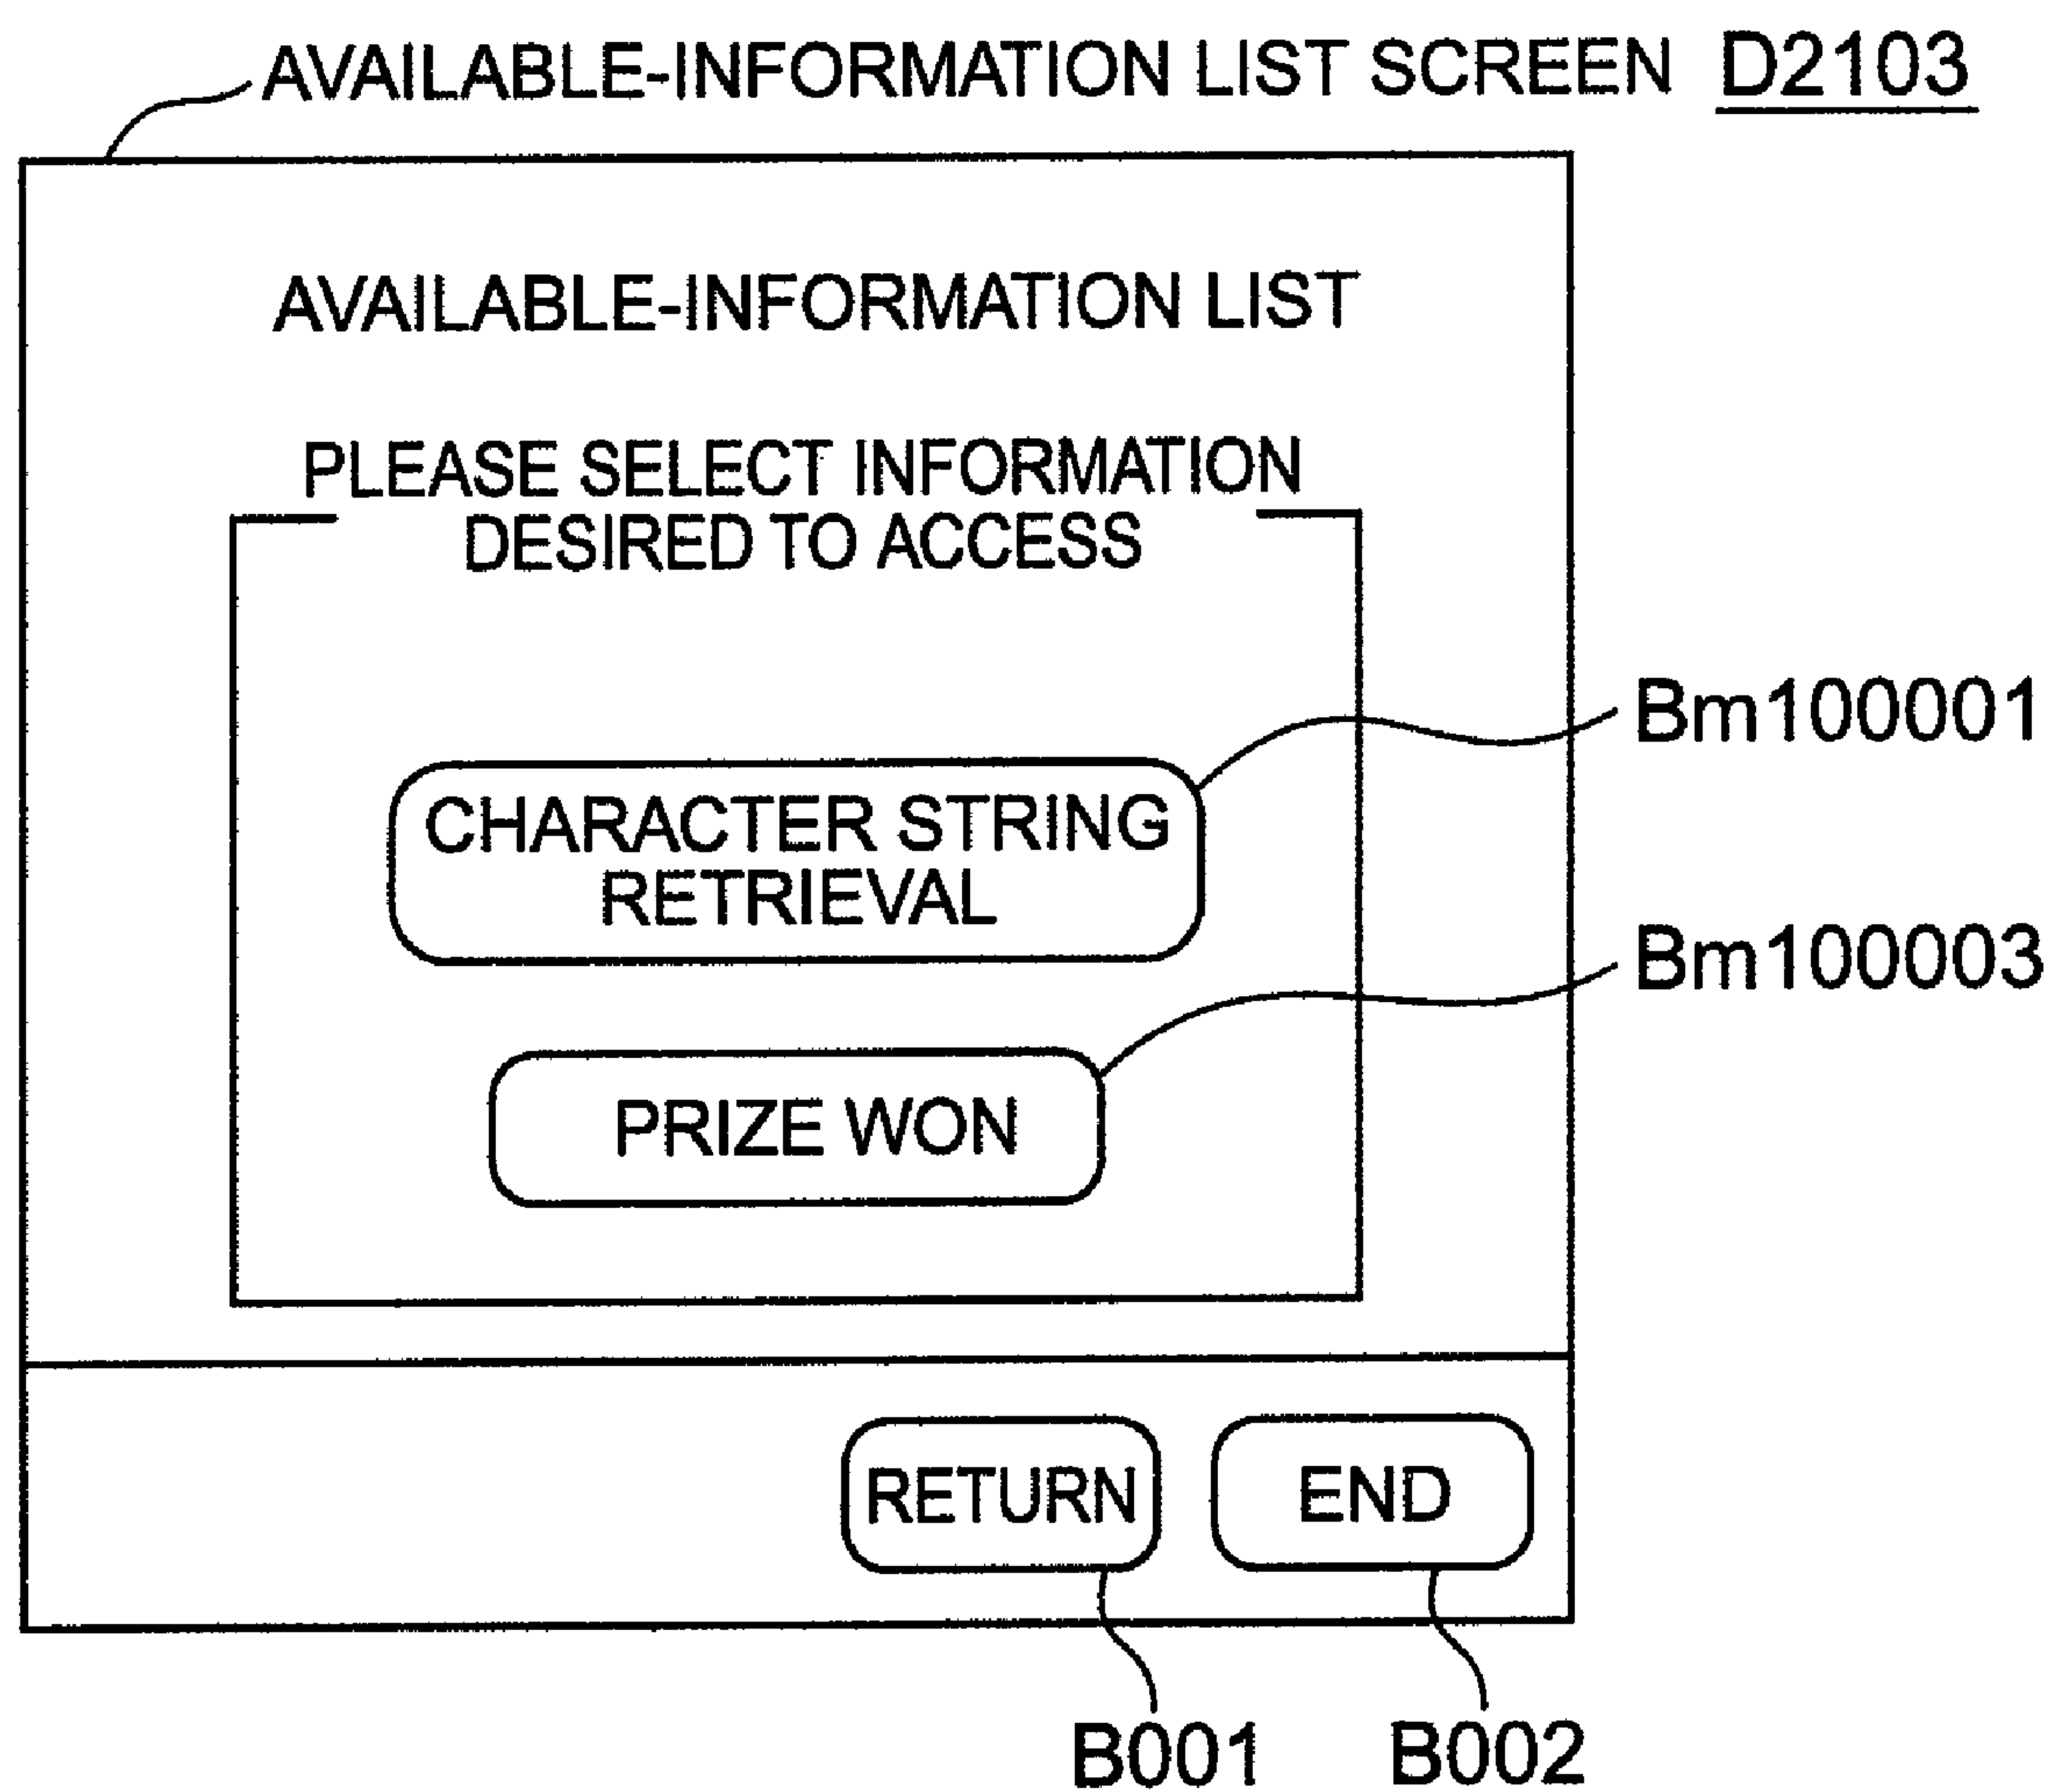 AVAILABLE-INFORMATION LIST SCREEN D2103
AVAILABLE-INFORMATION LIST
PLEASE SELECT INFORMATION
DESIRED TO ACCESS
Bm100001
CHARACTER STRING
RETRIEVAL
Bm100003
PRIZE WON
RETURN
END
B001
B002